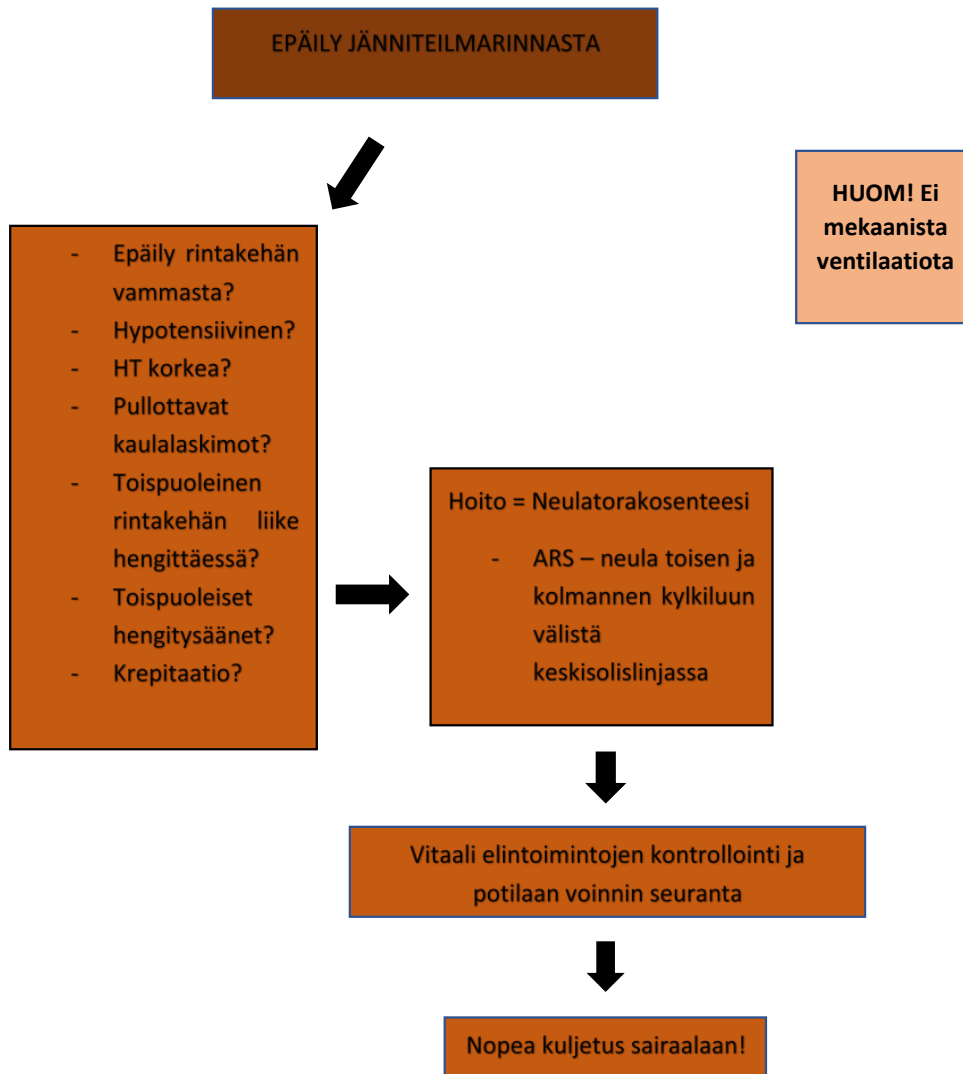 EPÄILY JÄNNITEILMARINNASTA
HUOM! Ei
mekaanista
ventilaatiota
- Epäily rintakehän
vammasta?
- Hypotensiivinen?
- HT korkea?
- Pullottavat
kaulalaskimot?
- Toispuoleinen
rintakehän liike
hengittäessä?
- Toispuoleiset
hengitysäänet?
- Krepitaatio?
Hoito = Neulatorakosenteesi
- ARS – neula toisen ja
kolmannen kylkiluun
välistä
keskisolislinjassa
Vitaali elintoimintojen kontrollointi ja
potilaan voinnin seuranta
Nopea kuljetus sairaalaan!